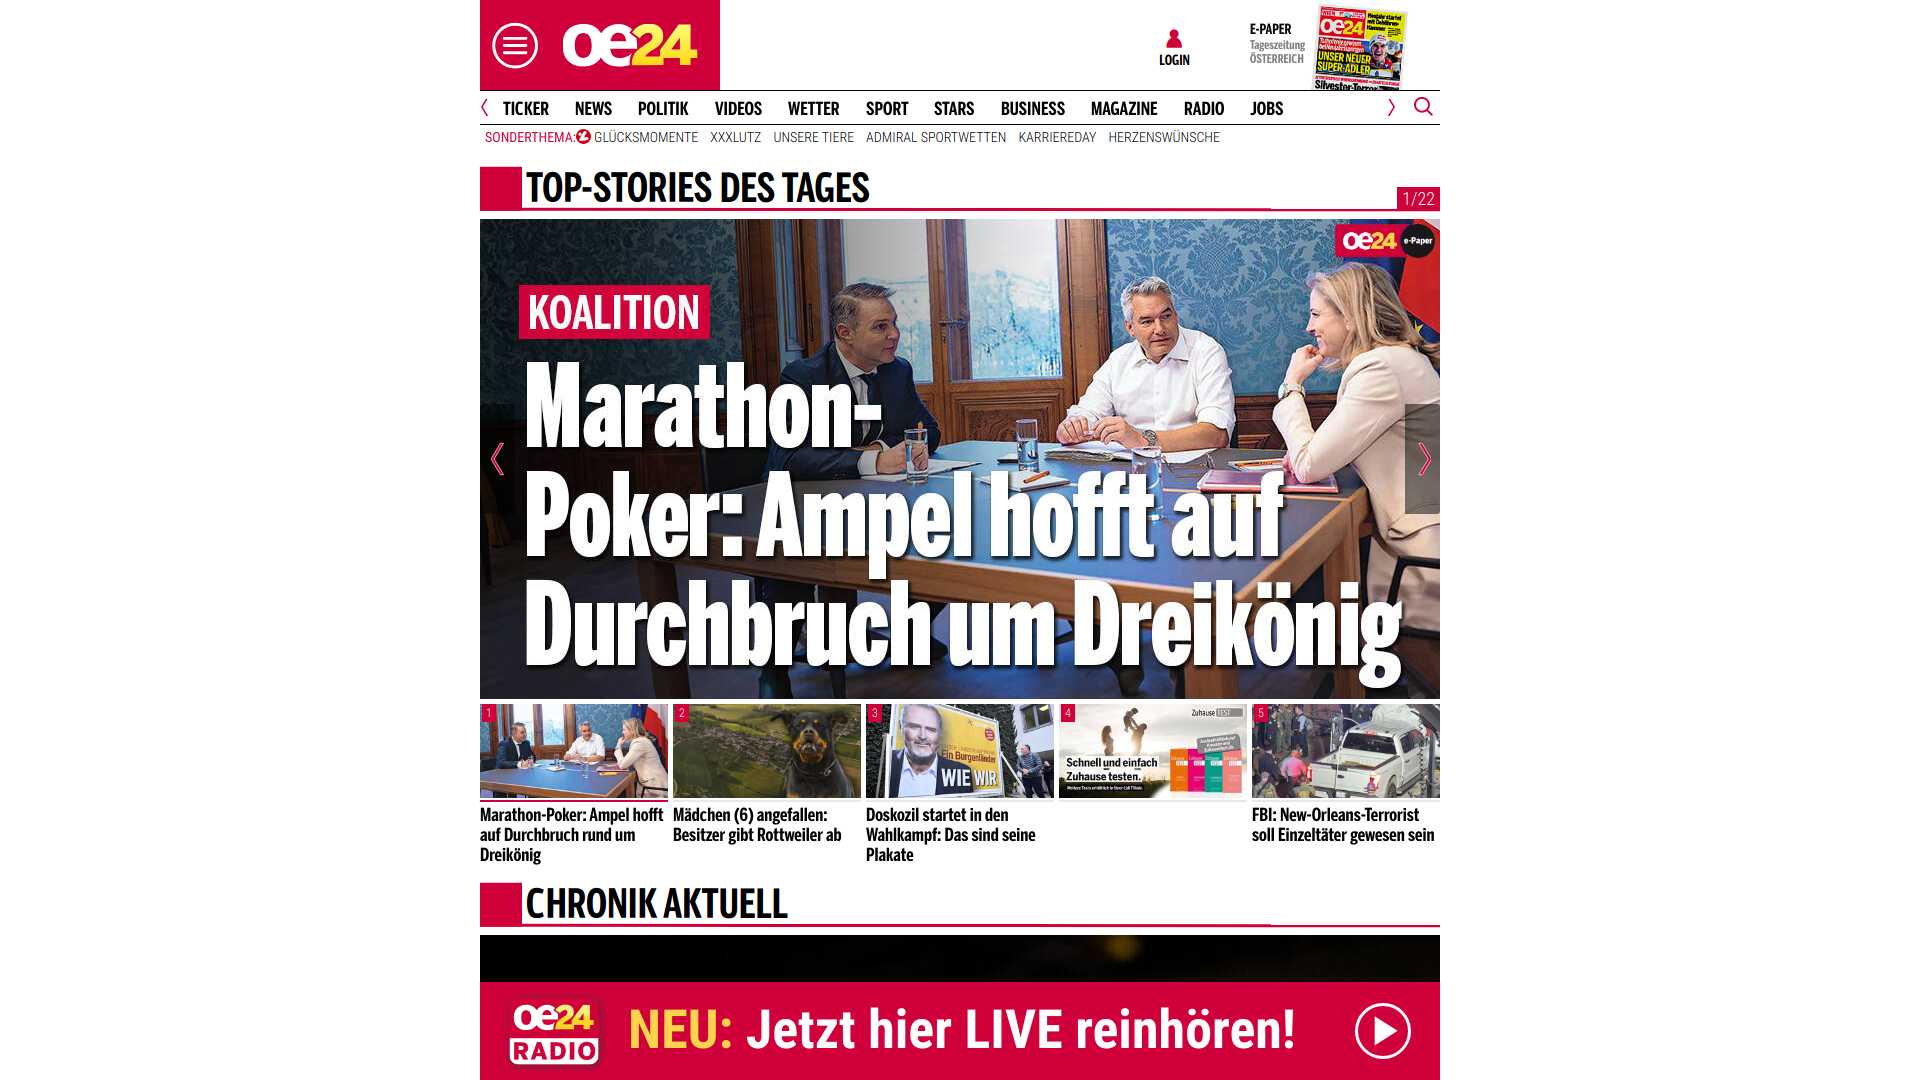 oe24
LOGIN
E-PAPER
Tageszeitung
ÖSTERREICH
oe24
UNSER NEUER
SUPER-ADLER
TICKER NEWS POLITIK VIDEOS WETTER SPORT STARS BUSINESS MAGAZINE RADIO JOBS
SONDERTHEMA: GLÜCKSMOMENTE XXXLUTZ UNSERE TIERE ADMIRAL SPORTWETTEN KARRIEREDAY HERZENSWÜNSCHE
TOP-STORIES DES TAGES
1/22
oe24 e-Paper
KOALITION
Marathon-
Poker: Ampel hofft auf
Durchbruch um Dreikönig
1
2
3
4
5
Ein Burgenländer
WIE WIR
Zuhause TEST
Schnell und einfach
Zuhause testen.
Marathon-Poker: Ampel hofft
auf Durchbruch rund um
Dreikönig
Mädchen (6) angefallen:
Besitzer gibt Rottweiler ab
Doskozil startet in den
Wahlkampf: Das sind seine
Plakate
FBI: New-Orleans-Terrorist
soll Einzeltäter gewesen sein
CHRONIK AKTUELL
oe24
RADIO
NEU: Jetzt hier LIVE reinhören!